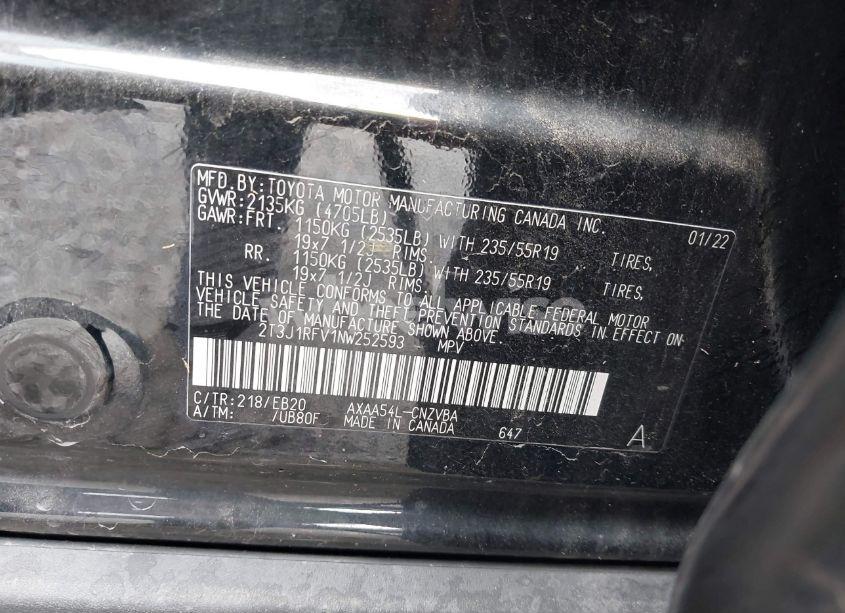 MFD.BY:TOYOTA MOTOR MANUFACTURING CANADA INC. 01/22
GVWR:2135KG (4705LB)
GAWR:FRT. 1150KG (2535LB) WITH 235/55R19 TIRES,
19x7 1/2J RIMS.
RR. 1150KG (2535LB) WITH 235/55R19 TIRES,
19x7 1/2J RIMS.
THIS VEHICLE CONFORMS TO ALL APPLICABLE FEDERAL MOTOR
VEHICLE SAFETY AND THEFT PREVENTION STANDARDS IN EFFECT ON
THE DATE OF MANUFACTURE SHOWN ABOVE.
2T3J1RFV1NW252593 MPV
C/TR:218/EB20 AXAA54L-CNZVBA
A/TM: /UB80F MADE IN CANADA 647 A